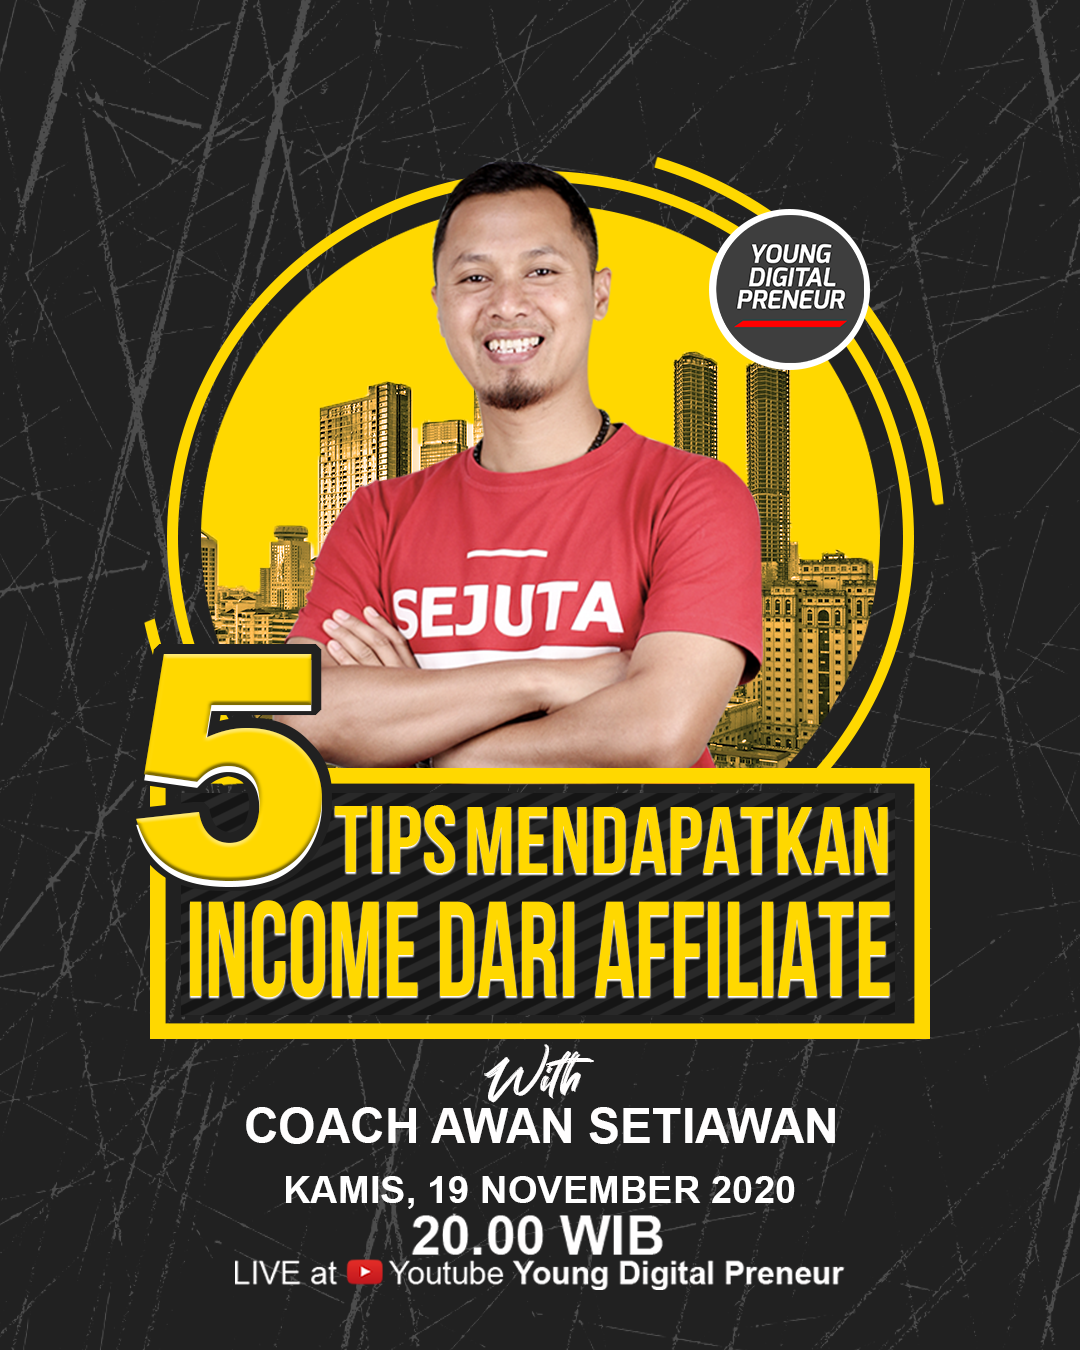 YOUNG
DIGITAL
PRENEUR
SEJUTA
5 TIPS MENDAPATKAN
INCOME DARI AFFILIATE
With
COACH AWAN SETIAWAN
KAMIS, 19 NOVEMBER 2020
20.00 WIB
LIVE at Youtube Young Digital Preneur